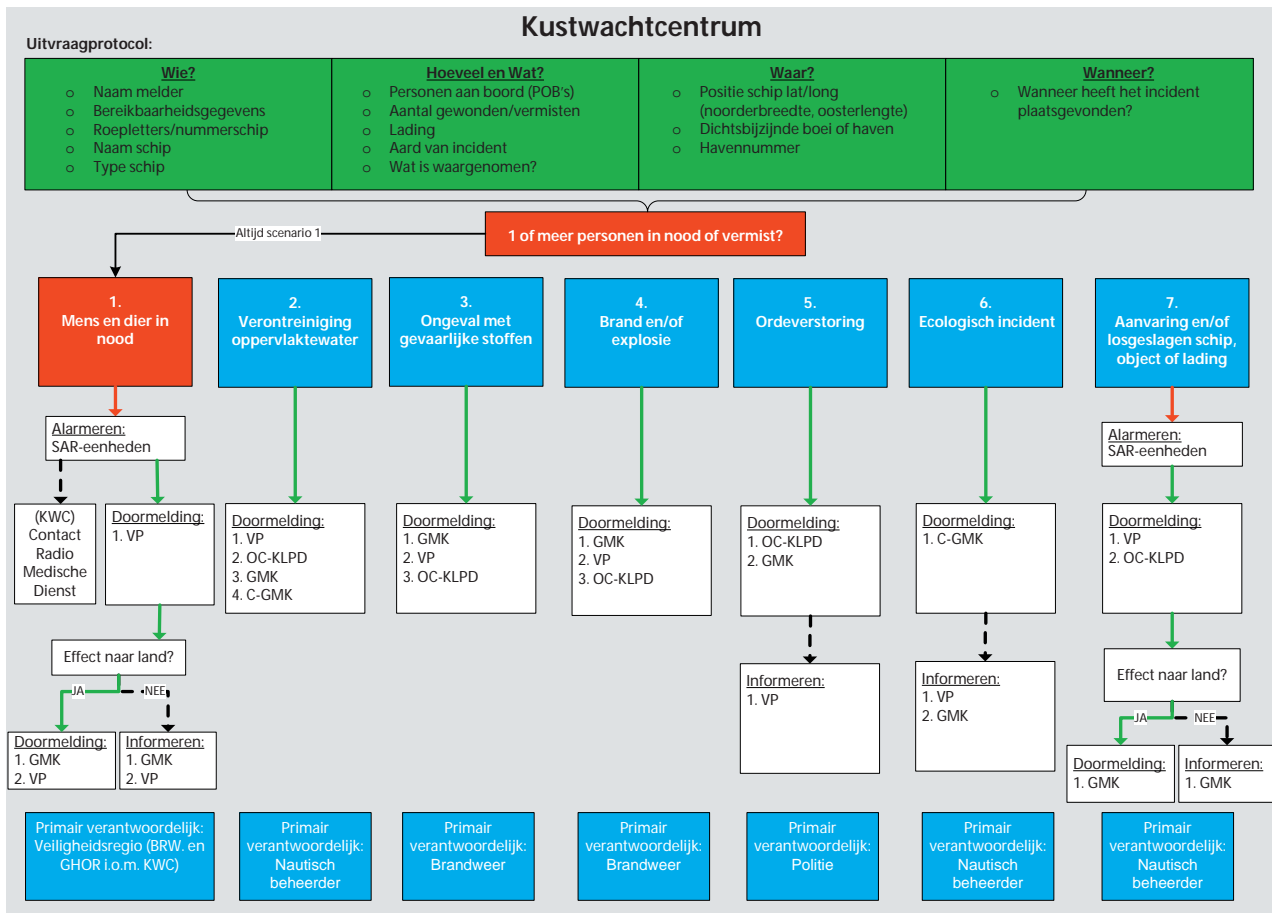 Kustwachtcentrum
Uitvraagprotocol:
Wie?
o Naam melder
o Bereikbaarheidsgegevens
o Roepletters/nummerschip
o Naam schip
o Type schip
Hoeveel en Wat?
o Personen aan boord (POB's)
o Aantal gewonden/vermisten
o Lading
o Aard van incident
o Wat is waargenomen?
Waar?
o Positie schip lat/long
(noorderbreedte, oosterlengte)
o Dichtsbijzijnde boei of haven
o Havennummer
Wanneer?
o Wanneer heeft het incident
plaatsgevonden?
Altijd scenario 1
1 of meer personen in nood of vermist?
1.
Mens en dier in
nood
2.
Verontreiniging
oppervlaktewater
3.
Ongeval met
gevaarlijke stoffen
4.
Brand en/of
explosie
5.
Ordeverstoring
6.
Ecologisch incident
7.
Aanvaring en/of
losgeslagen schip,
object of lading
Alarmeren:
SAR-eenheden
Alarmeren:
SAR-eenheden
(KWC)
Contact
Radio
Medische
Dienst
Doormelding:
1. VP
Doormelding:
1. VP
2. OC-KLPD
3. GMK
4. C-GMK
Doormelding:
1. GMK
2. VP
3. OC-KLPD
Doormelding:
1. GMK
2. VP
3. OC-KLPD
Doormelding:
1. OC-KLPD
2. GMK
Doormelding:
1. C-GMK
Doormelding:
1. VP
2. OC-KLPD
Effect naar land?
JA
NEE
Doormelding:
1. GMK
2. VP
Informeren:
1. GMK
2. VP
Informeren:
1. VP
Informeren:
1. VP
2. GMK
Effect naar land?
JA
NEE
Doormelding:
1. GMK
Informeren:
1. GMK
Primair verantwoordelijk:
Veiligheidsregio (BRW. en
GHOR i.o.m. KWC)
Primair
verantwoordelijk:
Nautisch
beheerder
Primair
verantwoordelijk:
Brandweer
Primair
verantwoordelijk:
Brandweer
Primair
verantwoordelijk:
Politie
Primair
verantwoordelijk:
Nautisch
beheerder
Primair
verantwoordelijk:
Nautisch
beheerder